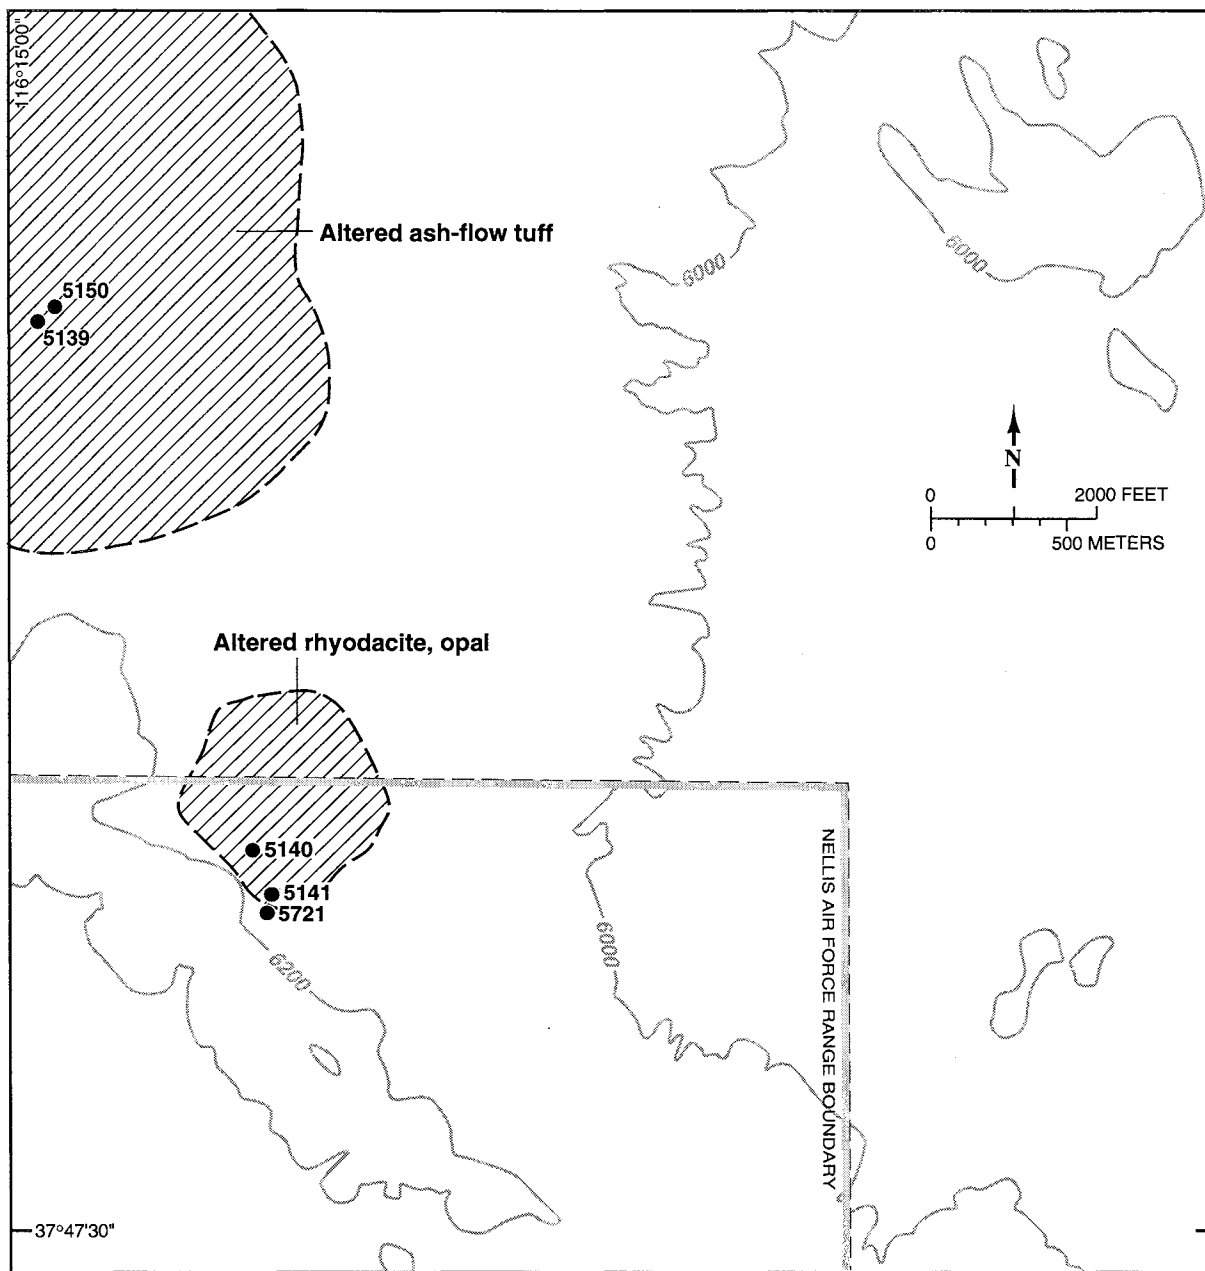 116°15'00"
Altered ash-flow tuff
6000
6000
5150
5139
N
0 2000 FEET
0 500 METERS
Altered rhyodacite, opal
5140
5141
5721
6200
6000
NELLIS AIR FORCE RANGE BOUNDARY
37°47'30"